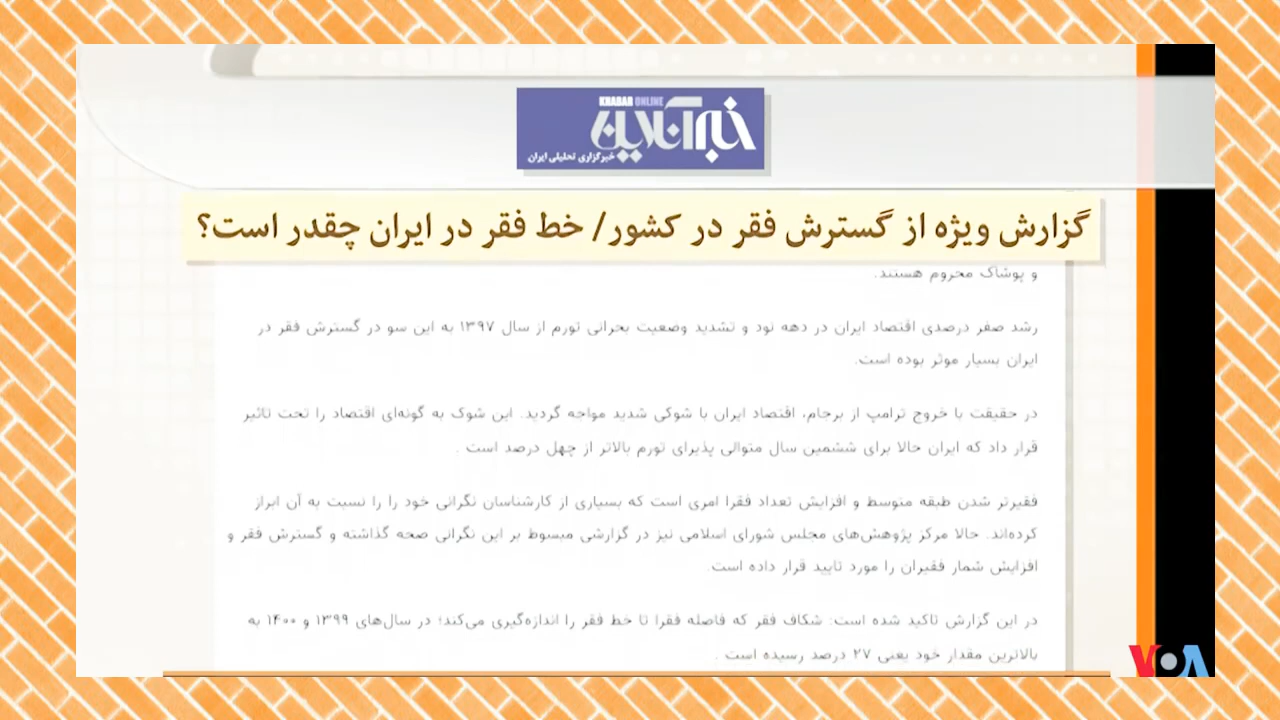 KHABAR ONLINE
خبرآنلاین
خبرگزاری تحلیلی ایران
گزارش ویژه از گسترش فقر در کشور/ خط فقر در ایران چقدر است؟
و پوشاک محروم هستند.
رشد صفر درصدی اقتصاد ایران در دهه نود و تشدید وضعیت بحرانی تورم از سال ۱۳۹۷ به این سو در گسترش فقر در
ایران بسیار موثر بوده است.
در حقیقت با خروج ترامپ از برجام، اقتصاد ایران با شوکی شدید مواجه گردید. این شوک به گونه‌ای اقتصاد را تحت تاثیر
قرار داد که ایران حالا برای ششمین سال متوالی پذیرای تورم بالاتر از چهل درصد است .
فقیرتر شدن طبقه متوسط و افزایش تعداد فقرا امری است که بسیاری از کارشناسان نگرانی خود را را نسبت به آن ابراز
کرده‌اند. حالا مرکز پژوهش‌های مجلس شورای اسلامی نیز در گزارشی مبسوط بر این نگرانی صحه گذاشته و گسترش فقر و
افزایش شمار فقیران را مورد تایید قرار داده است.
در این گزارش تاکید شده است: شکاف فقر که فاصله فقرا تا خط فقر را اندازه‌گیری می‌کند؛ در سال‌های ۱۳۹۹ و ۱۴۰۰ به
بالاترین مقدار خود یعنی ۲۷ درصد رسیده است .
VOA